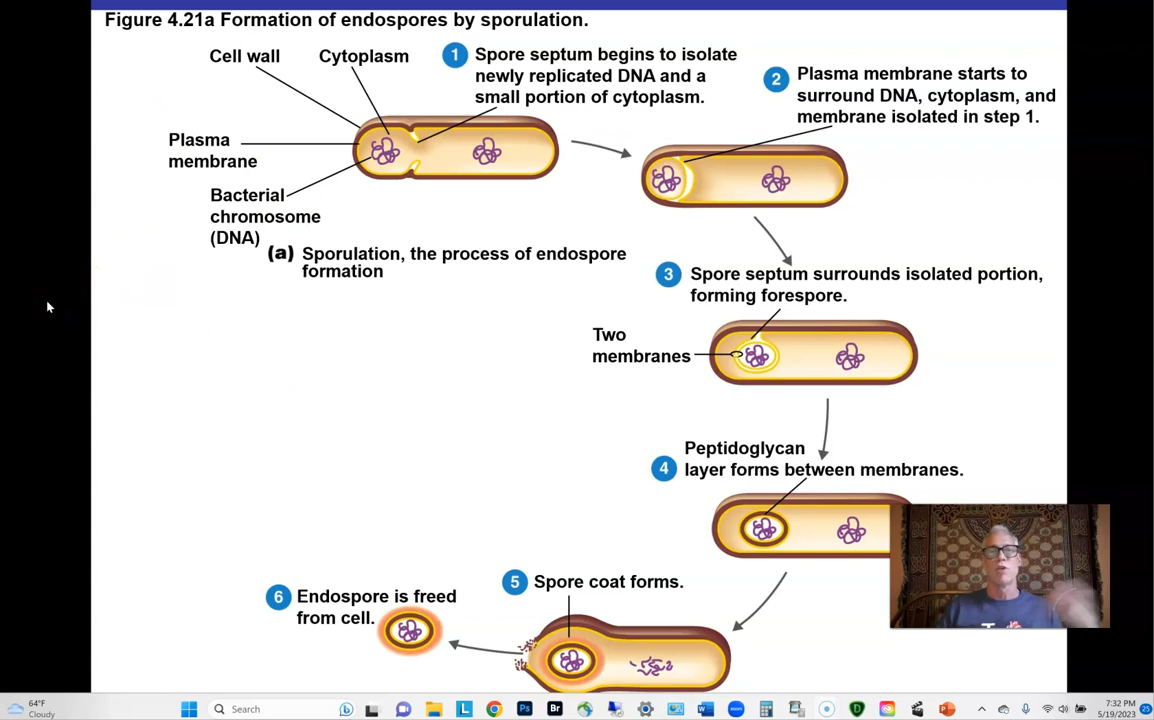 Figure 4.21a Formation of endospores by sporulation.
Cell wall
Cytoplasm
1
Spore septum begins to isolate
newly replicated DNA and a
small portion of cytoplasm.
2
Plasma membrane starts to
surround DNA, cytoplasm, and
membrane isolated in step 1.
Plasma
membrane
Bacterial
chromosome
(DNA)
(a) Sporulation, the process of endospore
formation
3
Spore septum surrounds isolated portion,
forming forespore.
Two
membranes
4
Peptidoglycan
layer forms between membranes.
5
Spore coat forms.
6
Endospore is freed
from cell.
64°F
Cloudy
Search
7:32 PM
5/19/2023
25